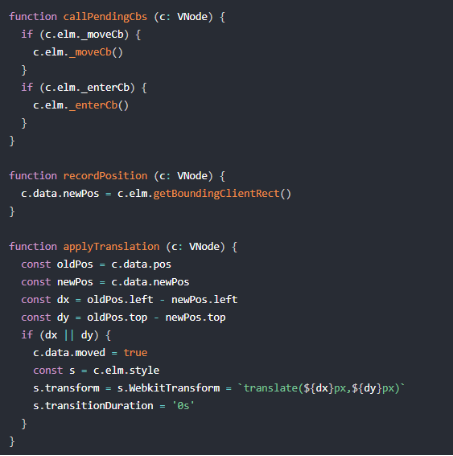 function callPendingCbs (c: VNode) {
  if (c.elm._moveCb) {
    c.elm._moveCb()
  }
  if (c.elm._enterCb) {
    c.elm._enterCb()
  }
}

function recordPosition (c: VNode) {
  c.data.newPos = c.elm.getBoundingClientRect()
}

function applyTranslation (c: VNode) {
  const oldPos = c.data.pos
  const newPos = c.data.newPos
  const dx = oldPos.left - newPos.left
  const dy = oldPos.top - newPos.top
  if (dx || dy) {
    c.data.moved = true
    const s = c.elm.style
    s.transform = s.WebkitTransform = `translate(${dx}px,${dy}px)`
    s.transitionDuration = '0s'
  }
}